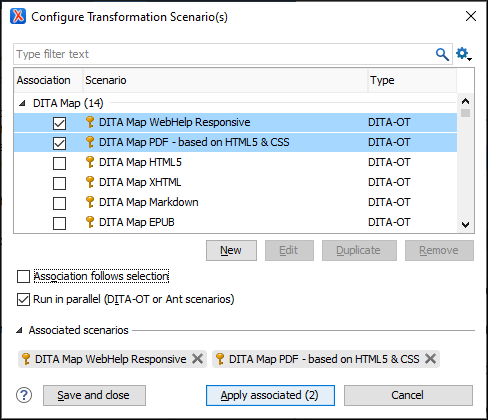 Configure Transformation Scenario(s)
Type filter text
Association Scenario Type
DITA Map (14)
DITA Map WebHelp Responsive DITA-OT
DITA Map PDF - based on HTML5 & CSS DITA-OT
DITA Map HTML5 DITA-OT
DITA Map XHTML DITA-OT
DITA Map Markdown DITA-OT
DITA Map EPUB DITA-OT
New Edit Duplicate Remove
Association follows selection
Run in parallel (DITA-OT or Ant scenarios)
Associated scenarios
DITA Map WebHelp Responsive DITA Map PDF - based on HTML5 & CSS
? Save and close Apply associated (2) Cancel